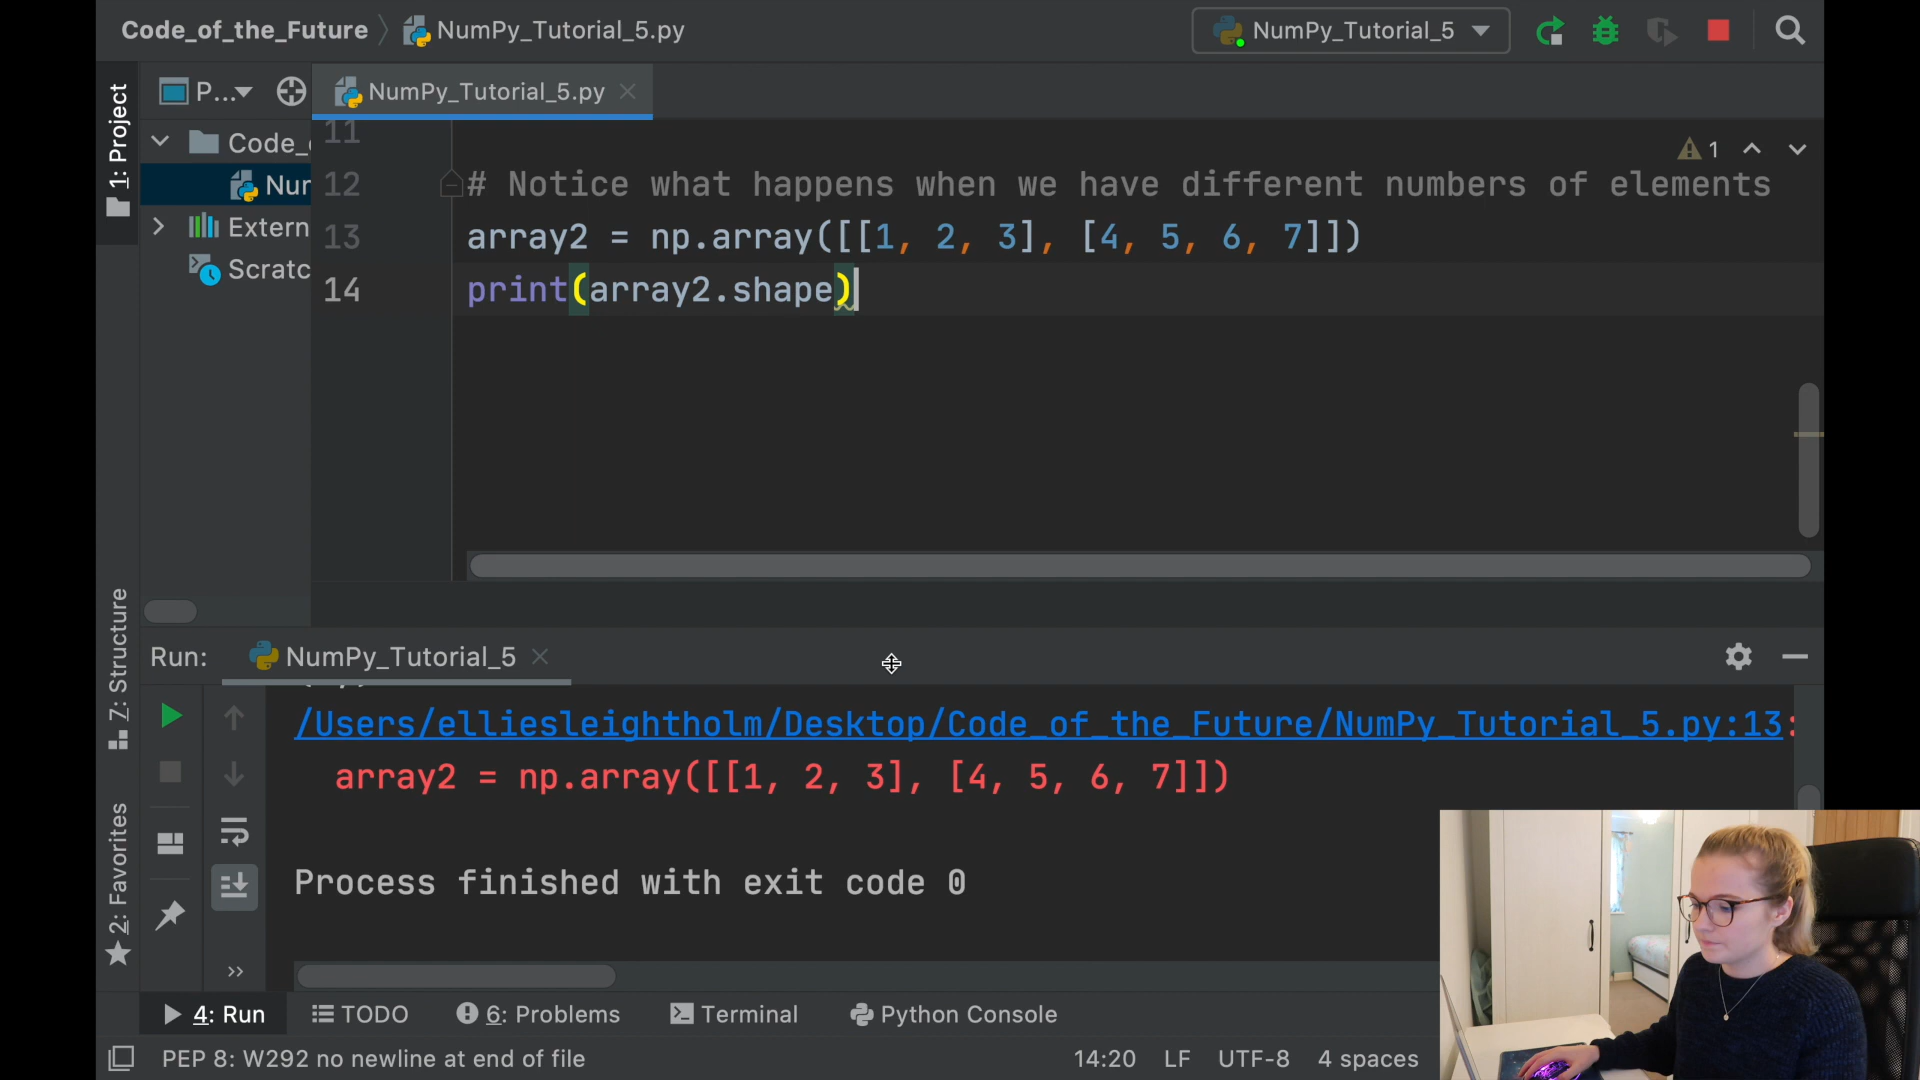 Code_of_the_Future
NumPy_Tutorial_5.py
NumPy_Tutorial_5
1: Project
P...
NumPy_Tutorial_5.py
Code_
Nur
Extern
Scratc
11
12 # Notice what happens when we have different numbers of elements
13 array2 = np.array([[1, 2, 3], [4, 5, 6, 7]])
14 print(array2.shape)
1
Z: Structure
2: Favorites
Run: NumPy_Tutorial_5
/Users/elliesleightholm/Desktop/Code_of_the_Future/NumPy_Tutorial_5.py:13:
array2 = np.array([[1, 2, 3], [4, 5, 6, 7]])
Process finished with exit code 0
4: Run
TODO
6: Problems
Terminal
Python Console
PEP 8: W292 no newline at end of file
14:20 LF UTF-8 4 spaces